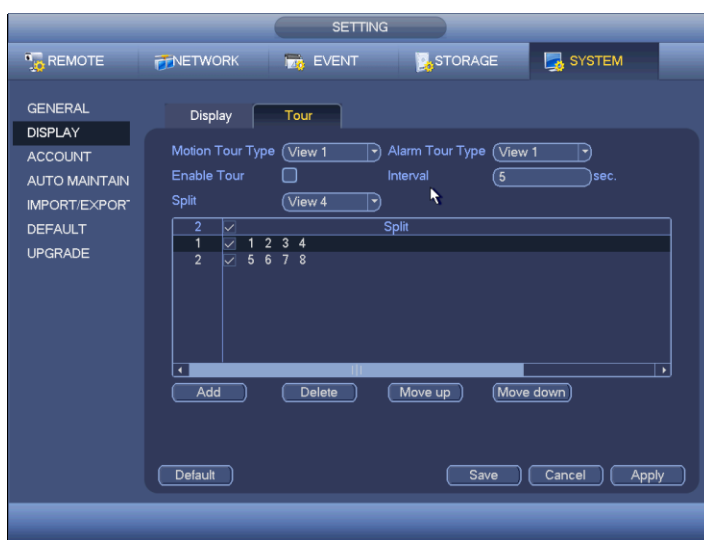 SETTING
REMOTE NETWORK EVENT STORAGE SYSTEM
GENERAL
DISPLAY
ACCOUNT
AUTO MAINTAIN
IMPORT/EXPORT
DEFAULT
UPGRADE
Display Tour
Motion Tour Type View 1 Alarm Tour Type View 1
Enable Tour Interval 5 sec.
Split View 4
2 Split
1 1 2 3 4
2 5 6 7 8
Add Delete Move up Move down
Default Save Cancel Apply